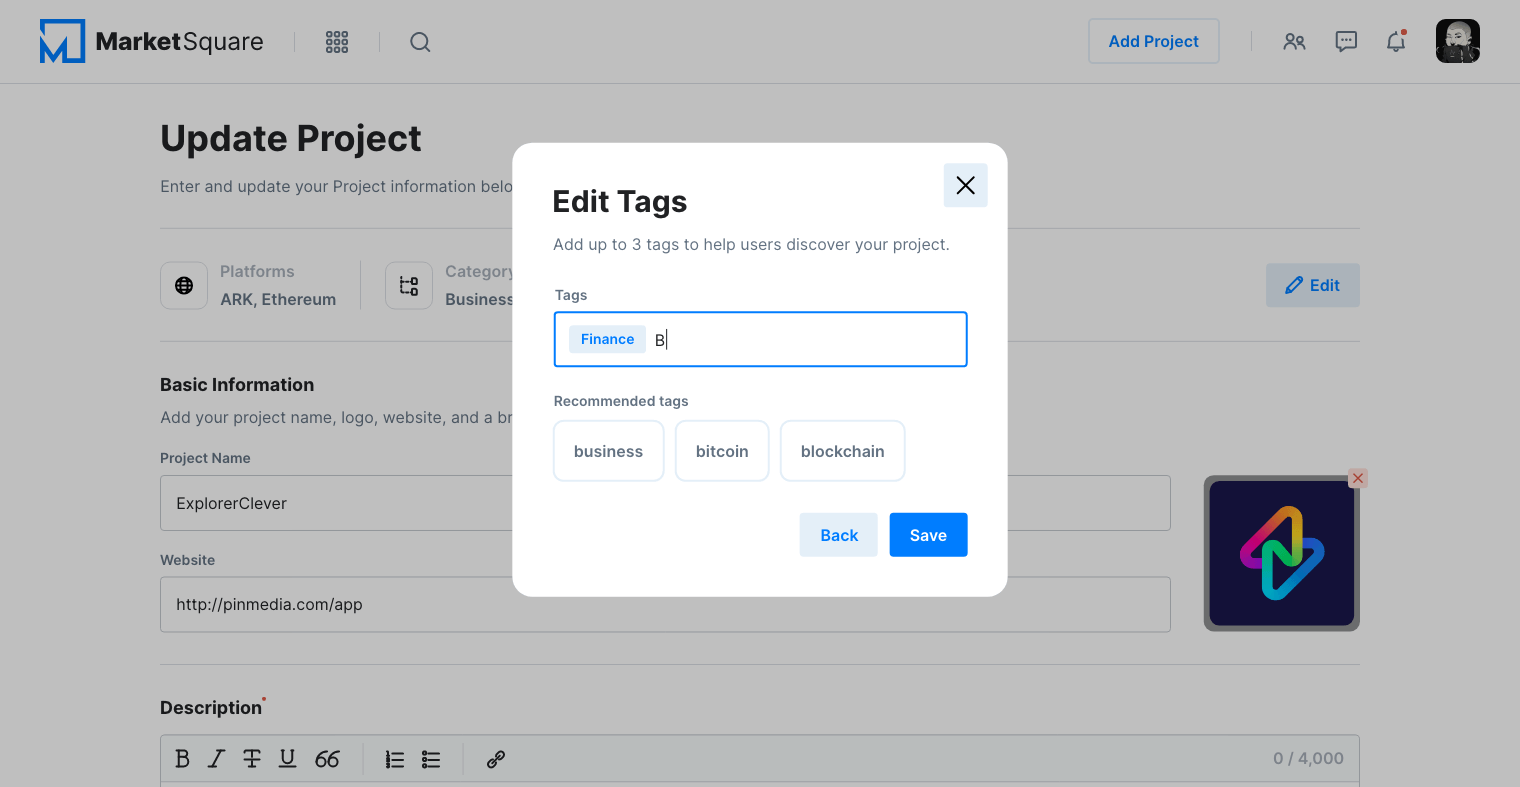 MarketSquare
Add Project
Update Project
Enter and update your Project information belo
Platforms
ARK, Ethereum
Category
Business
Edit
Basic Information
Add your project name, logo, website, and a br
Project Name
ExplorerClever
Website
http://pinmedia.com/app
Description*
0 / 4,000
Edit Tags
Add up to 3 tags to help users discover your project.
Tags
Finance B
Recommended tags
business bitcoin blockchain
Back Save